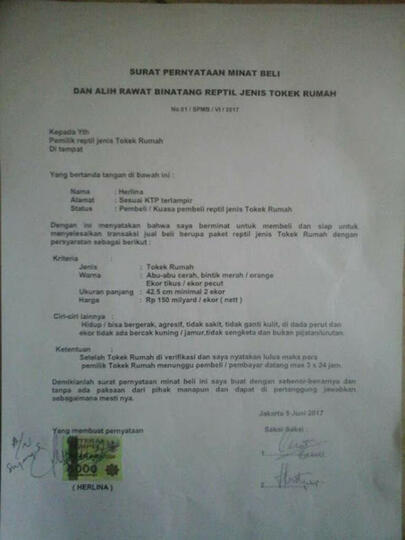 SURAT PERNYATAAN MINAT BELI
DAN ALIH RAWAT BINATANG REPTIL JENIS TOKEK RUMAH
No.01 / SPMB / VI / 2017
Kepada Yth
Pemilik reptil jenis Tokek Rumah
Di tempat
Yang bertanda tangan di bawah ini :
Nama : Herlina
Alamat : Sesuai KTP terlampir
Status : Pembeli / Kuasa pembeli reptil jenis Tokek Rumah
Dengan ini menyatakan bahwa saya berminat untuk membeli dan siap untuk
menyelesaikan transaksi jual beli berupa paket reptil jenis Tokek Rumah dengan
persyaratan sebagai berikut :
Kriteria :
Jenis : Tokek Rumah
Warna : Abu-abu cerah, bintik merah / orange
Ekor tikus / ekor pecut
Ukuran panjang : 42.5 cm minimal 2 ekor
Harga : Rp 150 milyard / ekor ( nett )
Ciri-ciri lainnya :
Hidup / bisa bergerak, agresif, tidak sakit, tidak ganti kulit, di dada perut dan
ekor tidak ada bercak kuning / jamur,tidak sengketa dan bukan pijatan/urutan.
Ketentuan
Setelah Tokek Rumah di verifikasi dan saya nyatakan lulus maka para
pemilik Tokek Rumah menunggu pembeli / pembayar datang max 3 x 24 jam.
Demikianlah surat pernyataan minat beli ini saya buat dengan sebenar-benarnya dan
tanpa ada paksaan dari pihak manapun dan dapat di pertanggung jawabkan
sebagaimana mesti nya.
Jakarta 5 Juni 2017
Yang membuat pernyataan
Saksi Saksi :
1.
6000
2.
( HERLINA )